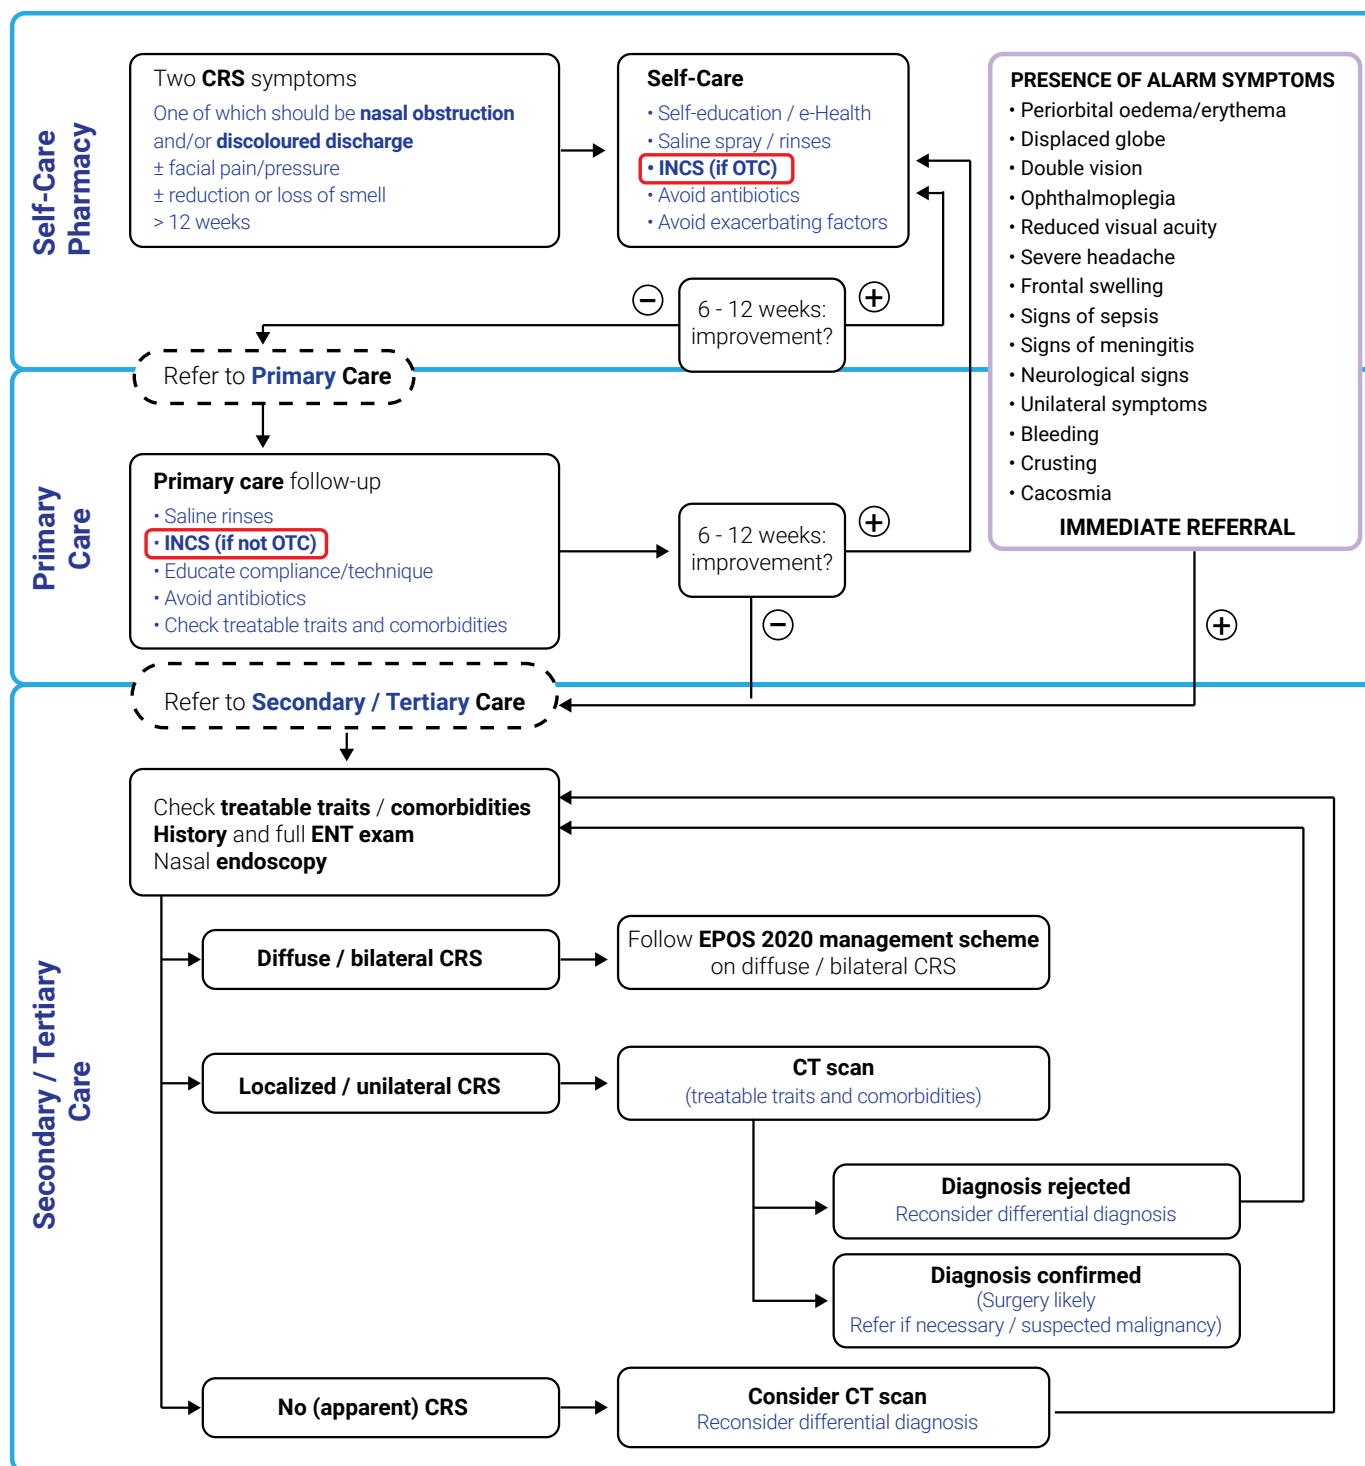 Self-Care
Pharmacy
Two CRS symptoms
One of which should be nasal obstruction
and/or discoloured discharge
± facial pain/pressure
± reduction or loss of smell
> 12 weeks
Self-Care
• Self-education / e-Health
• Saline spray / rinses
• INCS (if OTC)
• Avoid antibiotics
• Avoid exacerbating factors
PRESENCE OF ALARM SYMPTOMS
• Periorbital oedema/erythema
• Displaced globe
• Double vision
• Ophthalmoplegia
• Reduced visual acuity
• Severe headache
• Frontal swelling
• Signs of sepsis
• Signs of meningitis
• Neurological signs
• Unilateral symptoms
• Bleeding
• Crusting
• Cacosmia
IMMEDIATE REFERRAL
−
6 - 12 weeks:
improvement?
+
Refer to Primary Care
Primary
Care
Primary care follow-up
• Saline rinses
• INCS (if not OTC)
• Educate compliance/technique
• Avoid antibiotics
• Check treatable traits and comorbidities
6 - 12 weeks:
improvement?
+
−
+
Refer to Secondary / Tertiary Care
Secondary / Tertiary
Care
Check treatable traits / comorbidities
History and full ENT exam
Nasal endoscopy
Diffuse / bilateral CRS
Follow EPOS 2020 management scheme
on diffuse / bilateral CRS
Localized / unilateral CRS
CT scan
(treatable traits and comorbidities)
Diagnosis rejected
Reconsider differential diagnosis
Diagnosis confirmed
(Surgery likely
Refer if necessary / suspected malignancy)
No (apparent) CRS
Consider CT scan
Reconsider differential diagnosis